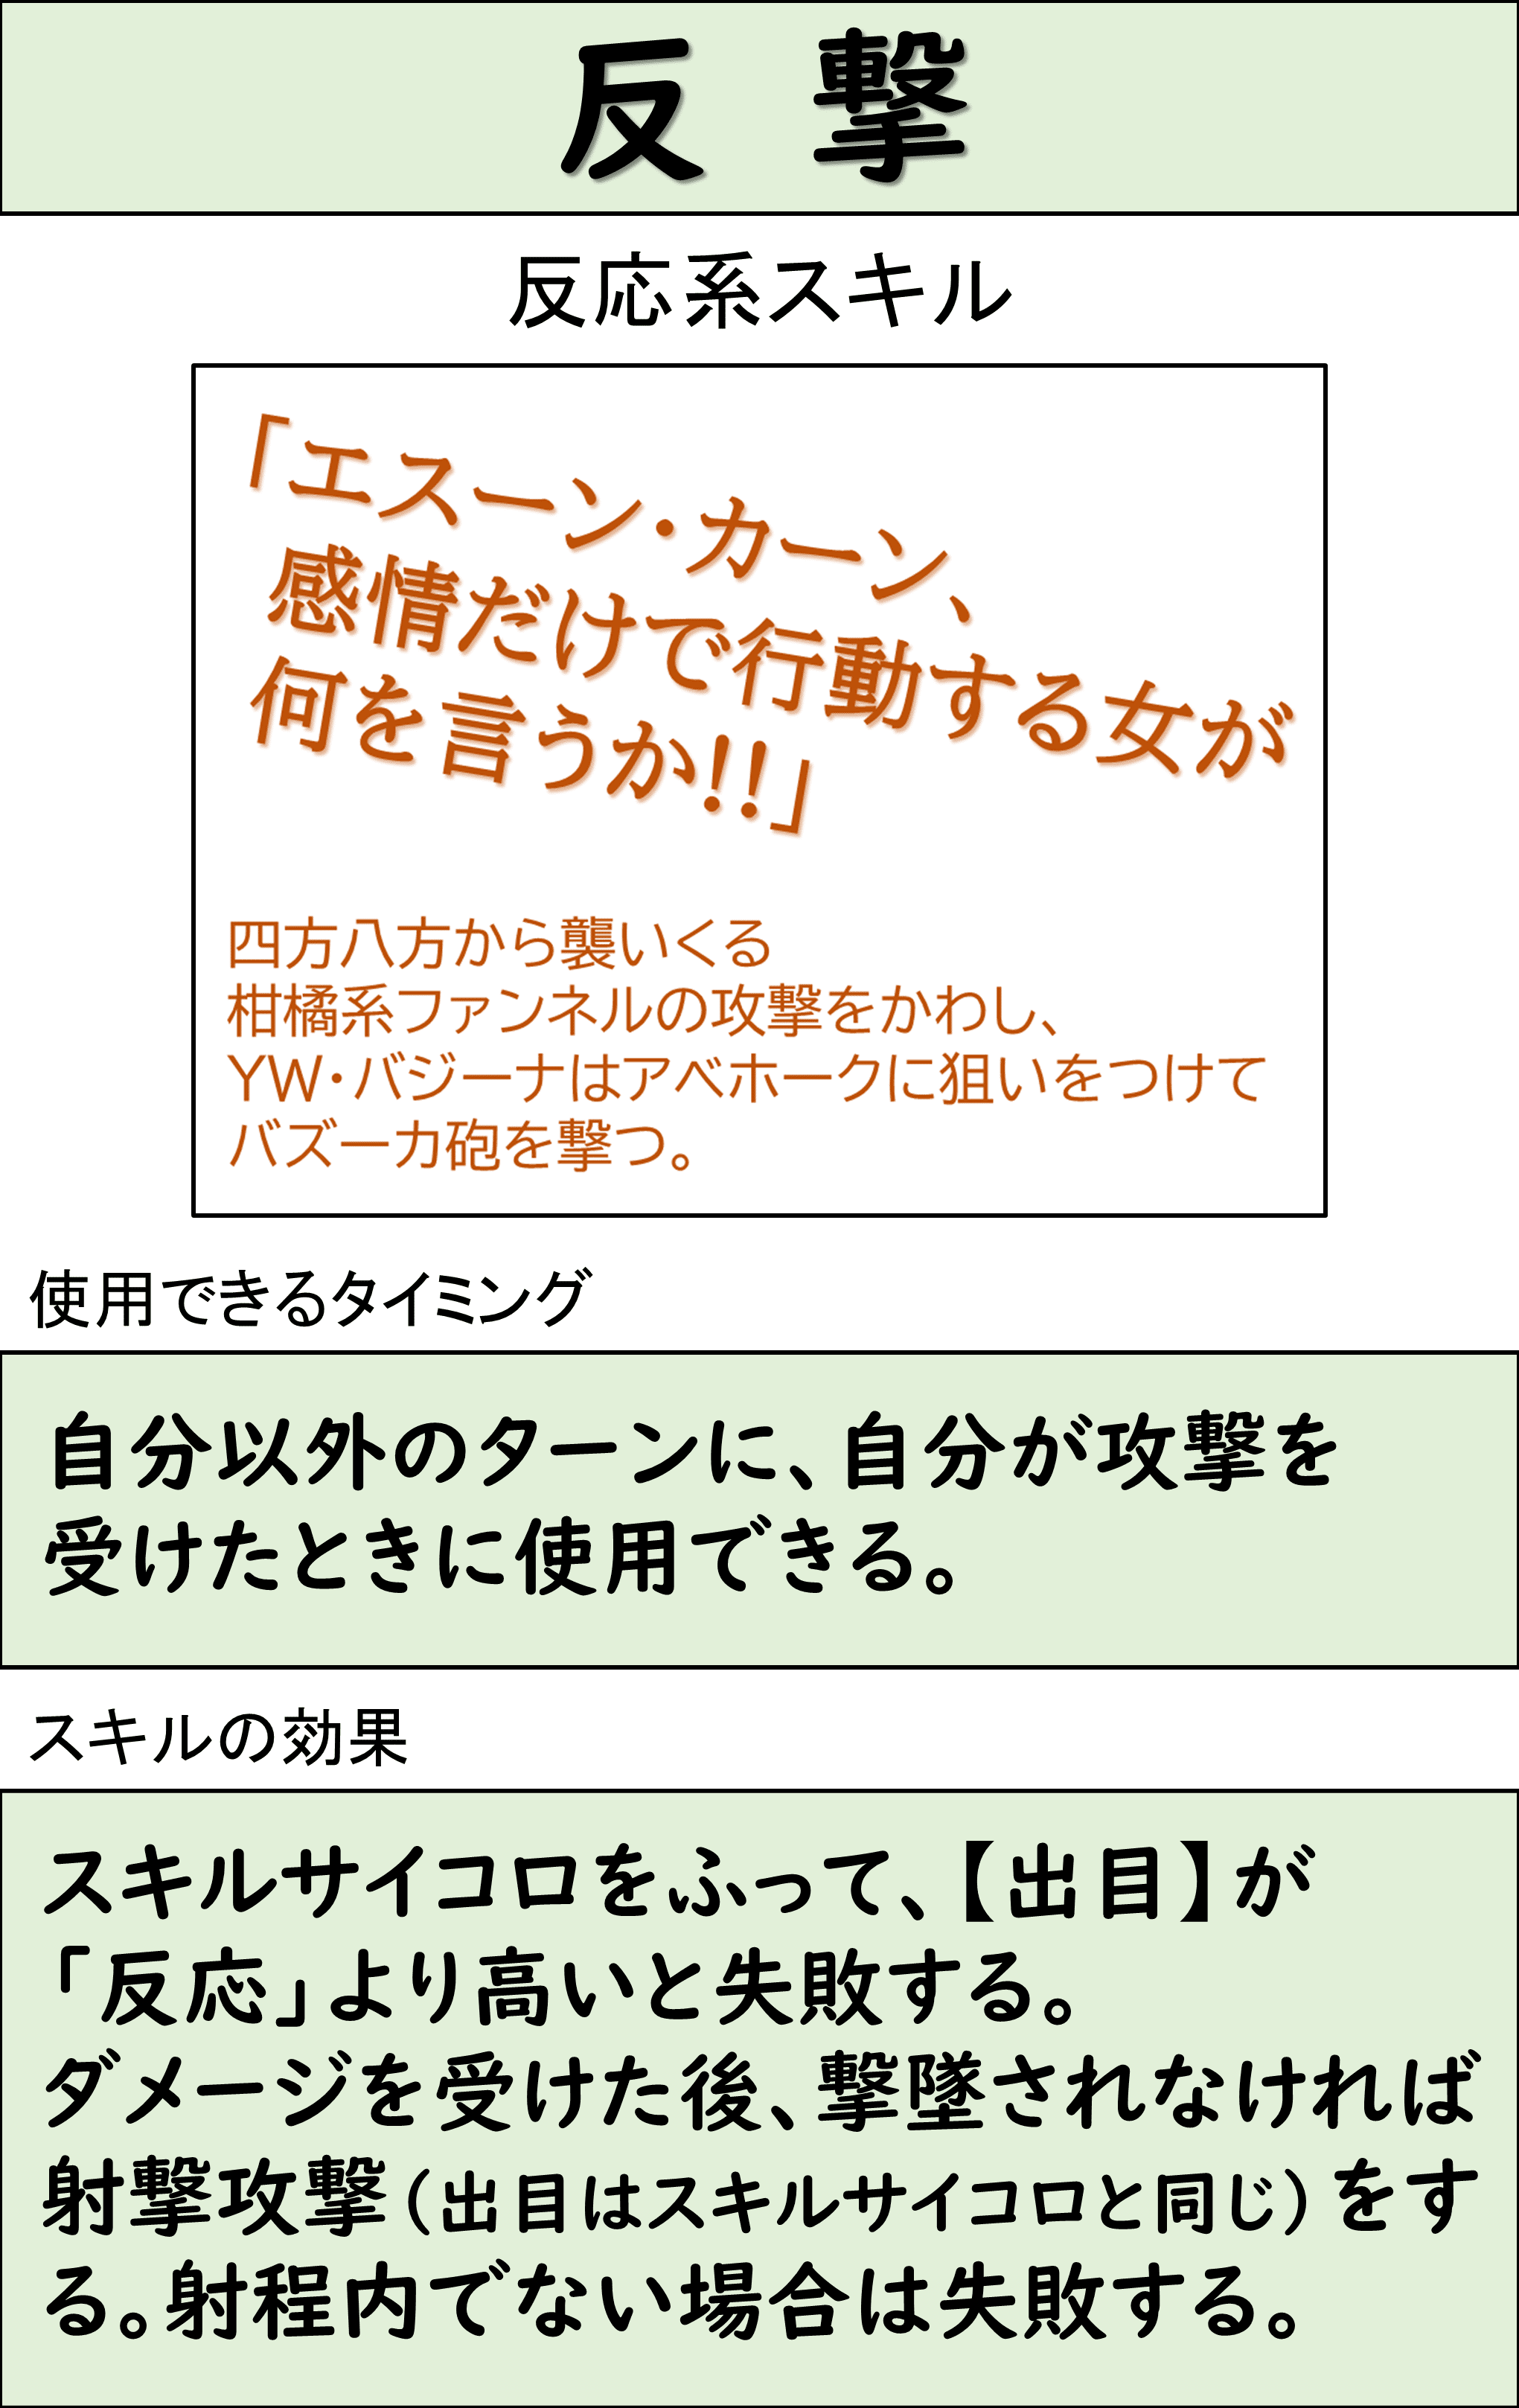 反撃
反応系スキル
「エスーン・カーン、
感情だけで行動する女が
何を言うか!!」
四方八方から襲いくる
柑橘系ファンネルの攻撃をかわし、
YW・バジーナはアベホークに狙いをつけて
バズーカ砲を撃つ。
使用できるタイミング
自分以外のターンに、自分が攻撃を
受けたときに使用できる。
スキルの効果
スキルサイコロをふって、【出目】が
「反応」より高いと失敗する。
ダメージを受けた後、撃墜されなければ
射撃攻撃（出目はスキルサイコロと同じ）をす
る。射程内でない場合は失敗する。